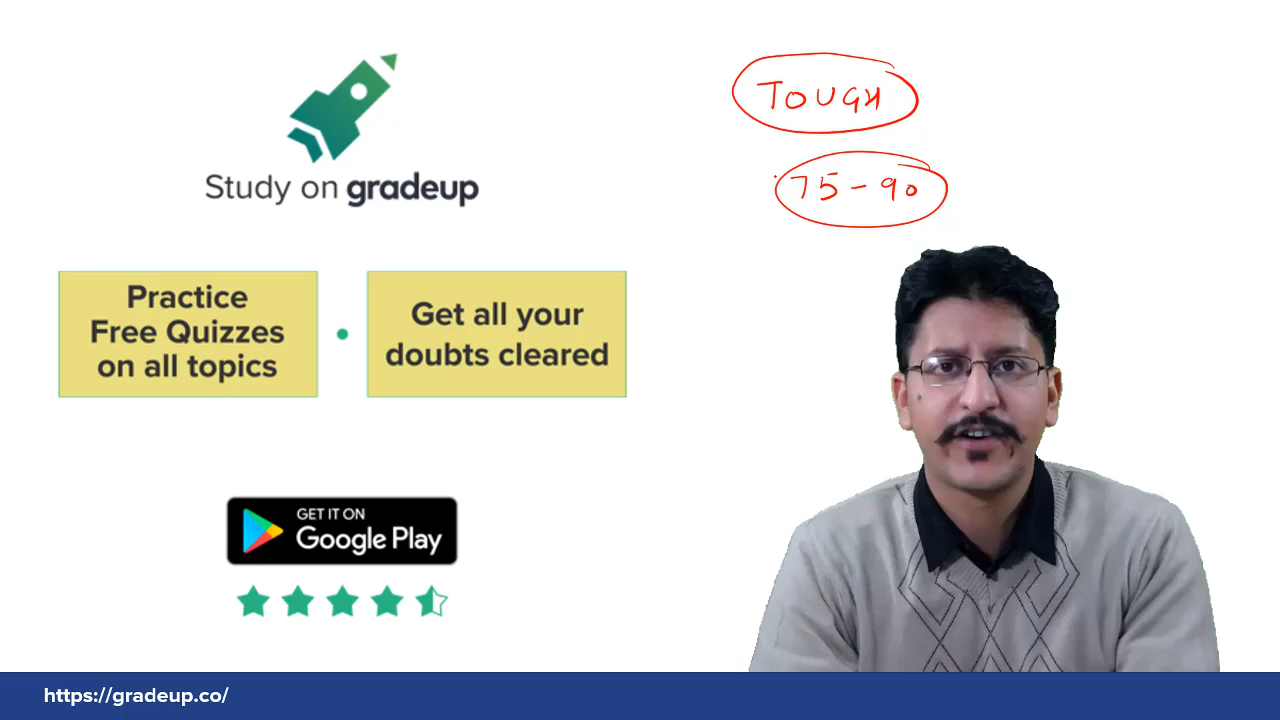 Study on gradeup
TOUGH
75-90
Practice
Free Quizzes
on all topics
Get all your
doubts cleared
GET IT ON
Google Play
https://gradeup.co/